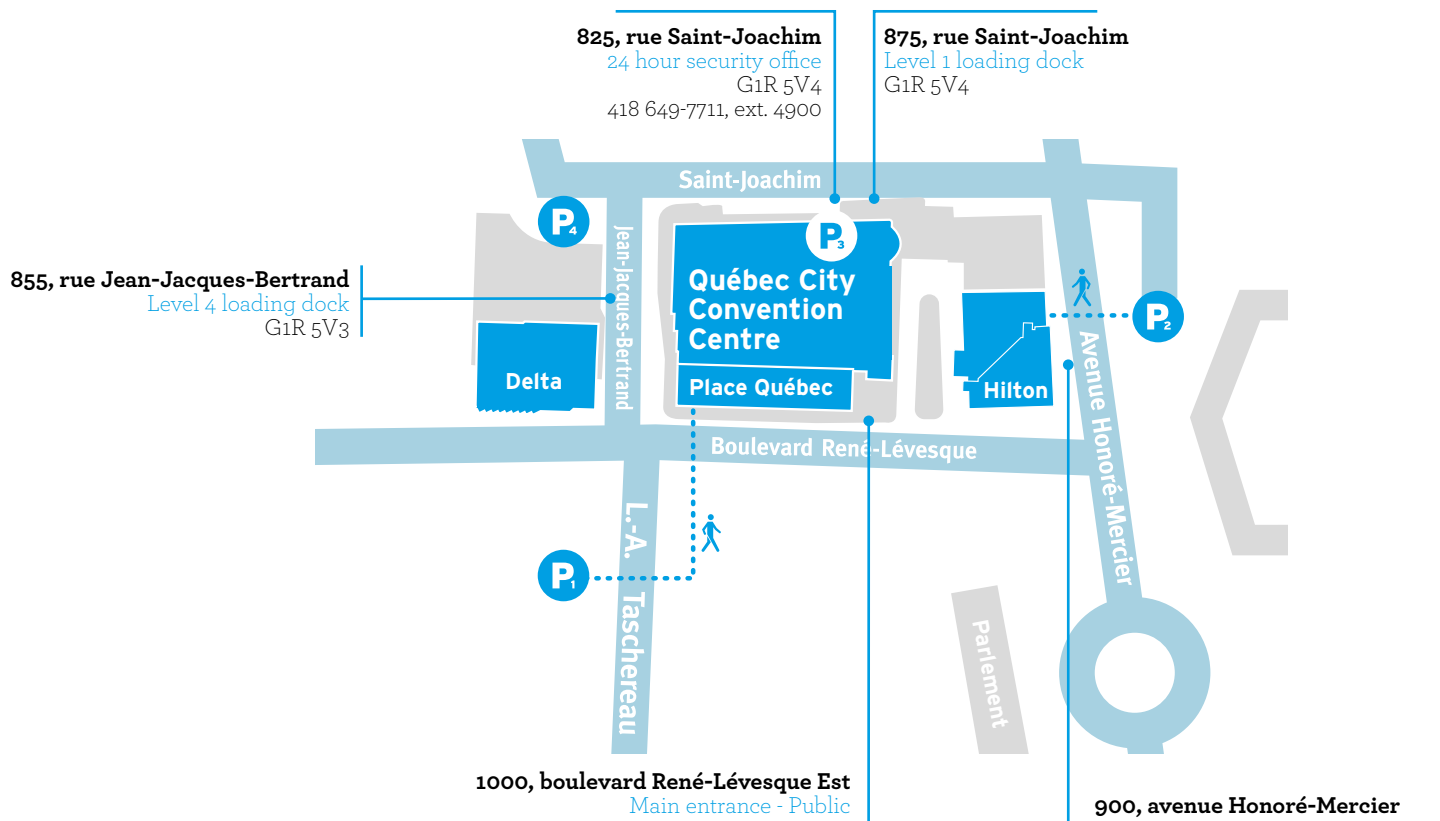 825, rue Saint-Joachim
24 hour security office
G1R 5V4
418 649-7711, ext. 4900
875, rue Saint-Joachim
Level 1 loading dock
G1R 5V4
Saint-Joachim
P4
P3
Jean-Jacques-Bertrand
855, rue Jean-Jacques-Bertrand
Level 4 loading dock
G1R 5V3
Québec City
Convention
Centre
P2
Delta
Place Québec
Hilton
Avenue Honoré-Mercier
Boulevard René-Lévesque
L.-A. Taschereau
P1
Parlement
1000, boulevard René-Lévesque Est
Main entrance - Public
900, avenue Honoré-Mercier